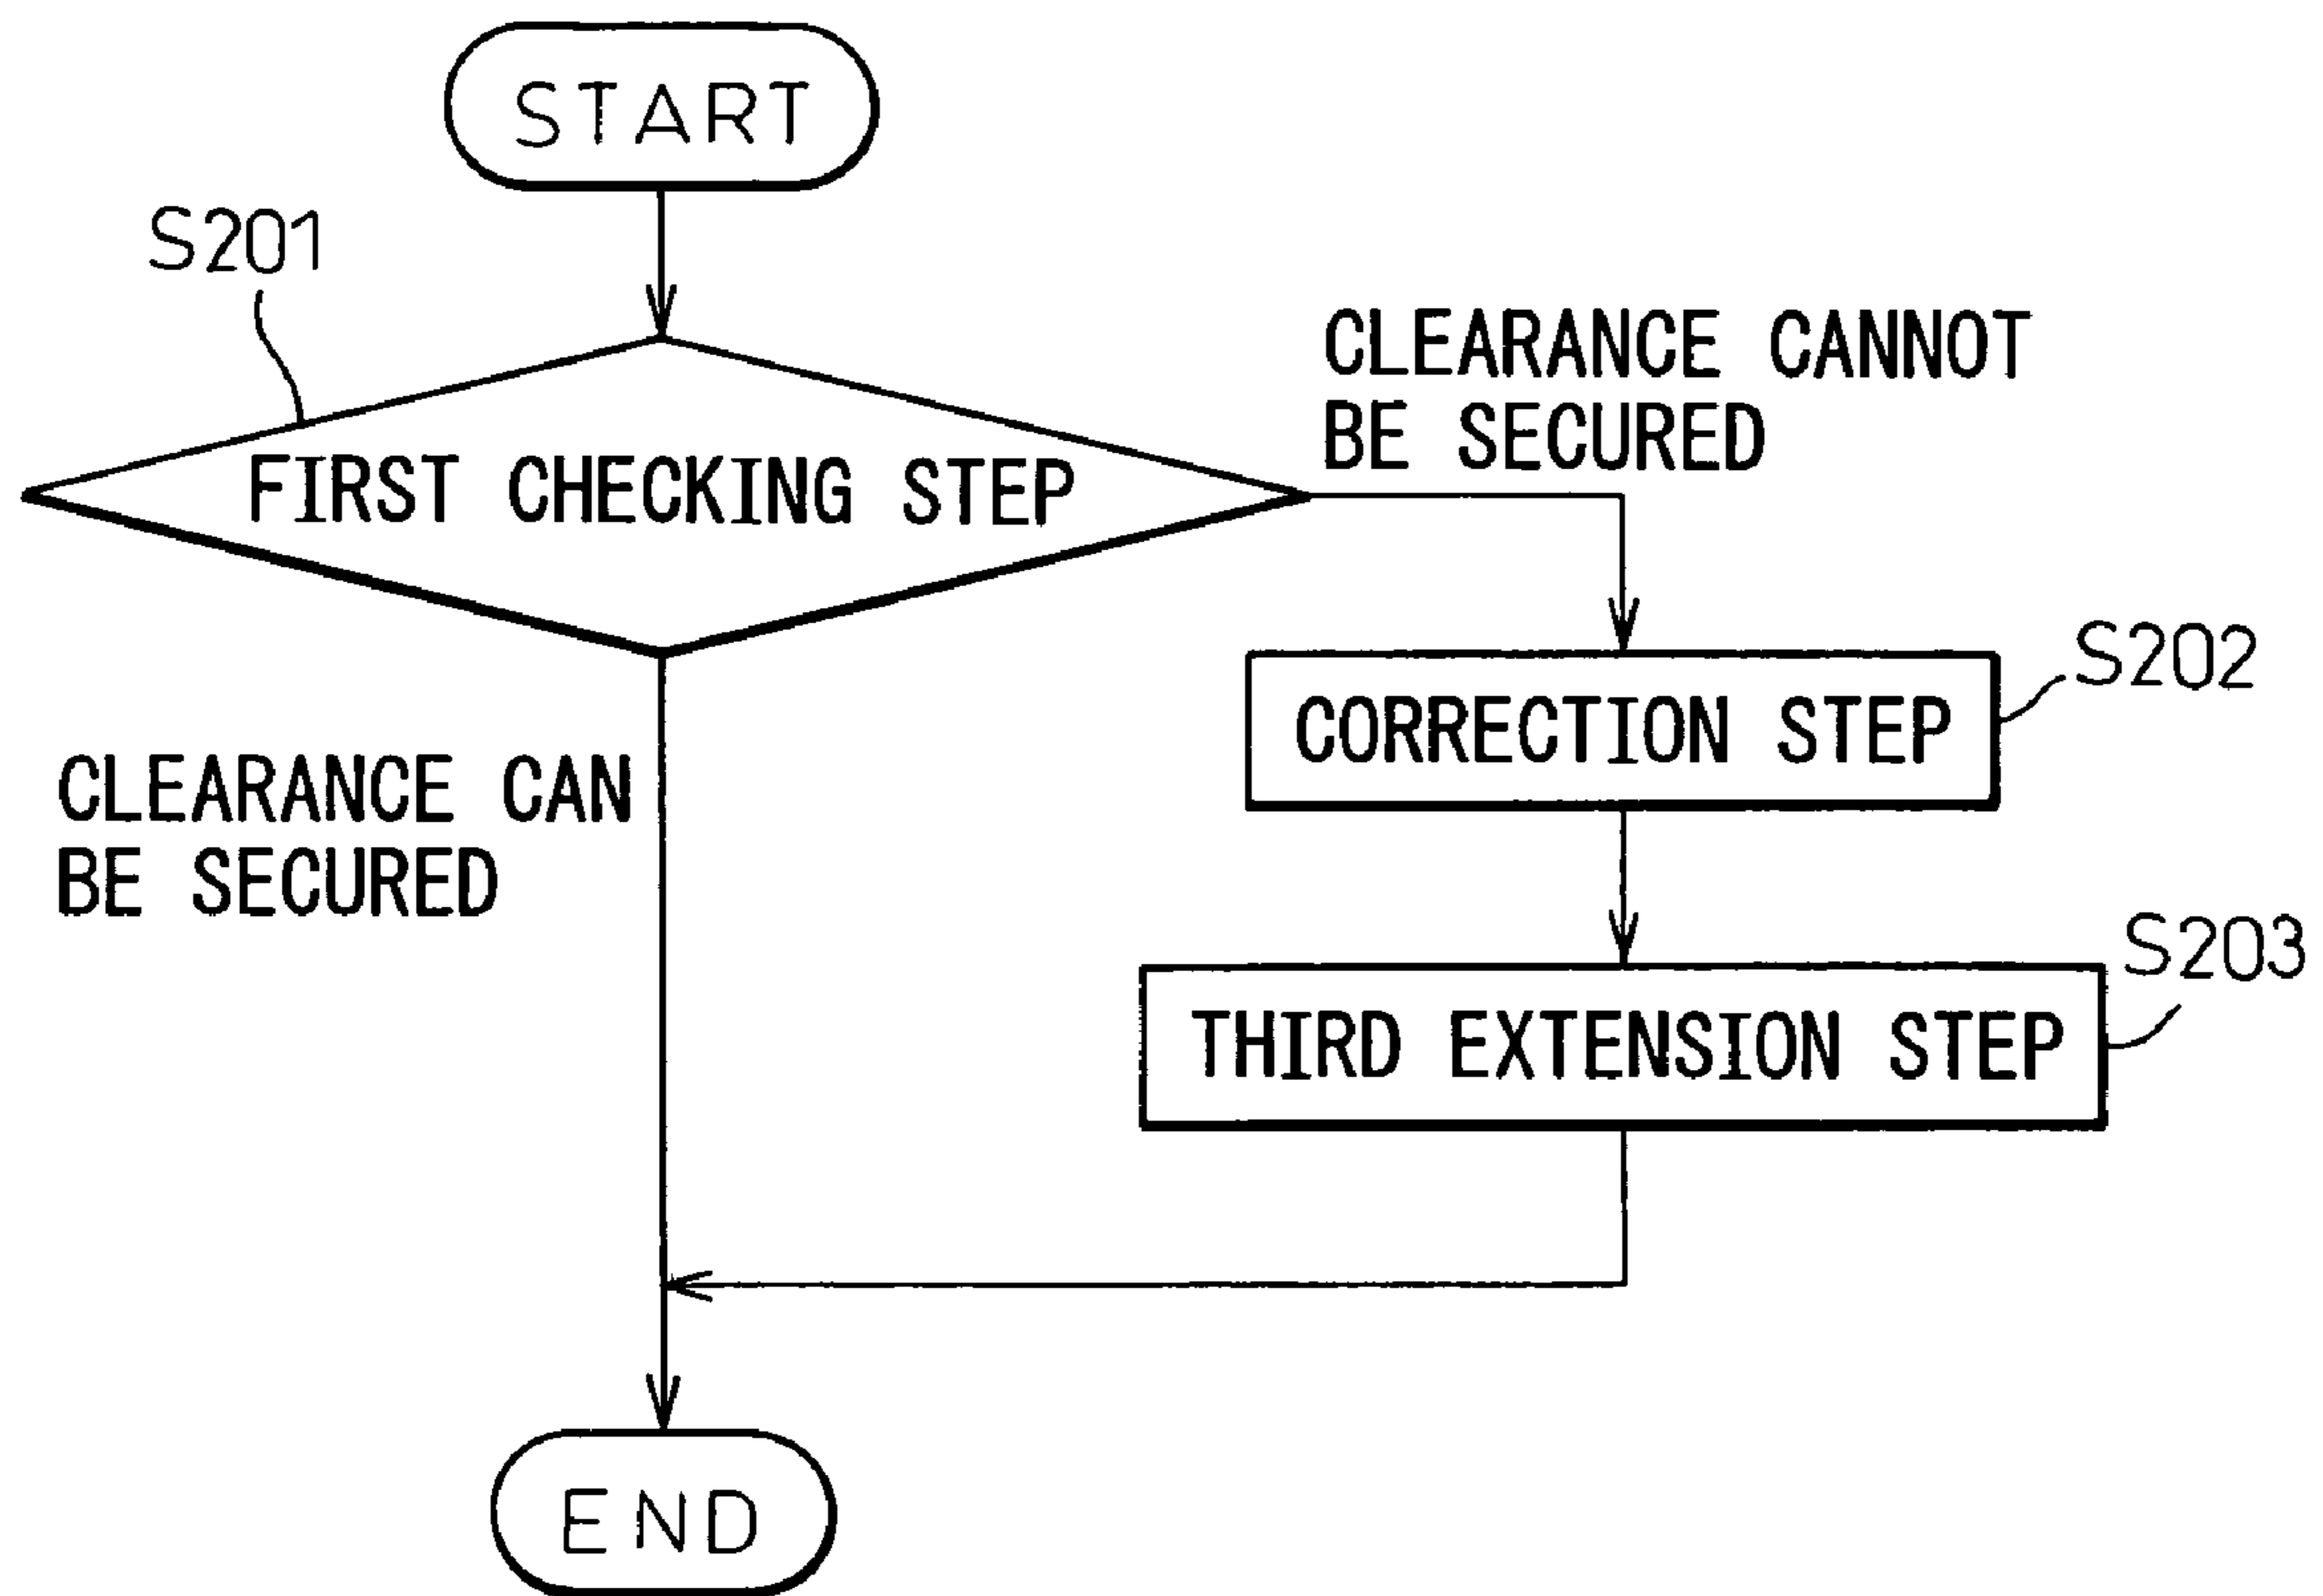 START
S201
CLEARANCE CANNOT
BE SECURED
FIRST CHECKING STEP
S202
CORRECTION STEP
CLEARANCE CAN
BE SECURED
S203
THIRD EXTENSION STEP
END